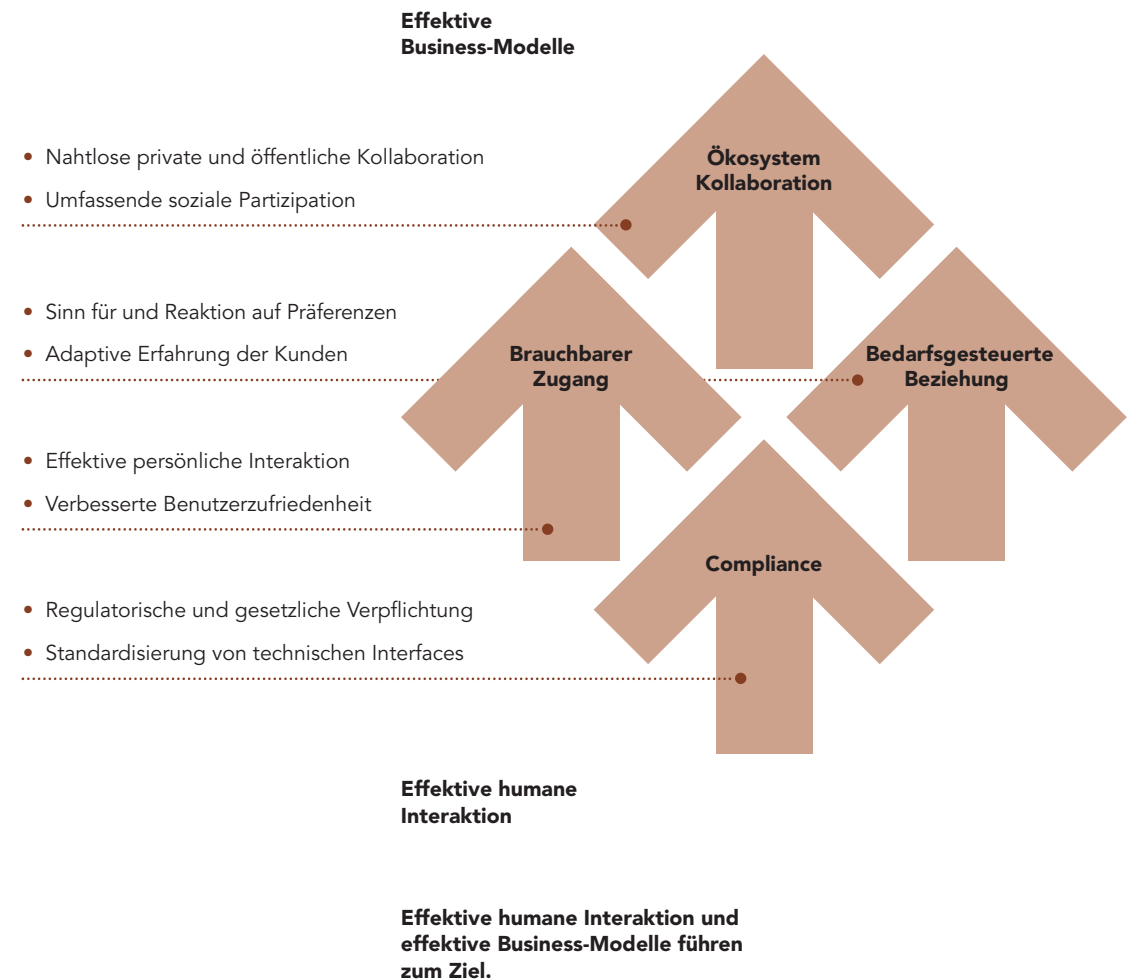 Effektive
Business-Modelle
Ökosystem
Kollaboration
• Nahtlose private und öffentliche Kollaboration
• Umfassende soziale Partizipation
• Sinn für und Reaktion auf Präferenzen
• Adaptive Erfahrung der Kunden
Brauchbarer
Zugang
Bedarfsgesteuerte
Beziehung
• Effektive persönliche Interaktion
• Verbesserte Benutzerzufriedenheit
Compliance
• Regulatorische und gesetzliche Verpflichtung
• Standardisierung von technischen Interfaces
Effektive humane
Interaktion
Effektive humane Interaktion und
effektive Business-Modelle führen
zum Ziel.